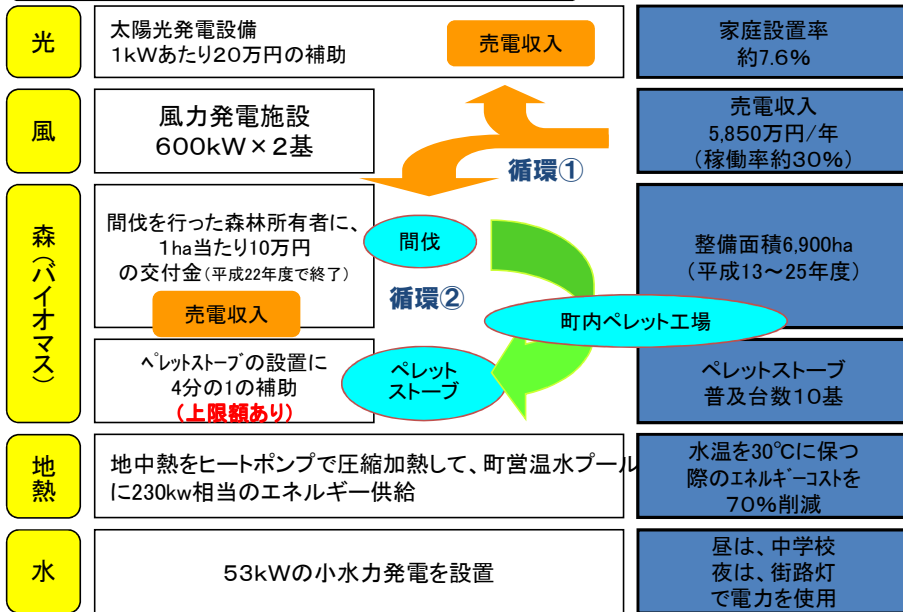 光
太陽光発電設備
1kWあたり20万円の補助
売電収入
家庭設置率
約7.6%
風
風力発電施設
600kW×2基
売電収入
5,850万円/年
(稼働率約30%)
循環①
森(バイオマス)
間伐を行った森林所有者に、
1ha当たり10万円
の交付金(平成22年度で終了)
売電収入
間伐
循環②
町内ペレット工場
整備面積6,900ha
(平成13~25年度)
ペレットストーブの設置に
4分の1の補助
(上限額あり)
ペレット
ストーブ
ペレットストーブ
普及台数10基
地熱
地中熱をヒートポンプで圧縮加熱して、町営温水プール
に230kw相当のエネルギー供給
水温を30℃に保つ
際のエネルギーコストを
70%削減
水
53kWの小水力発電を設置
昼は、中学校
夜は、街路灯
で電力を使用